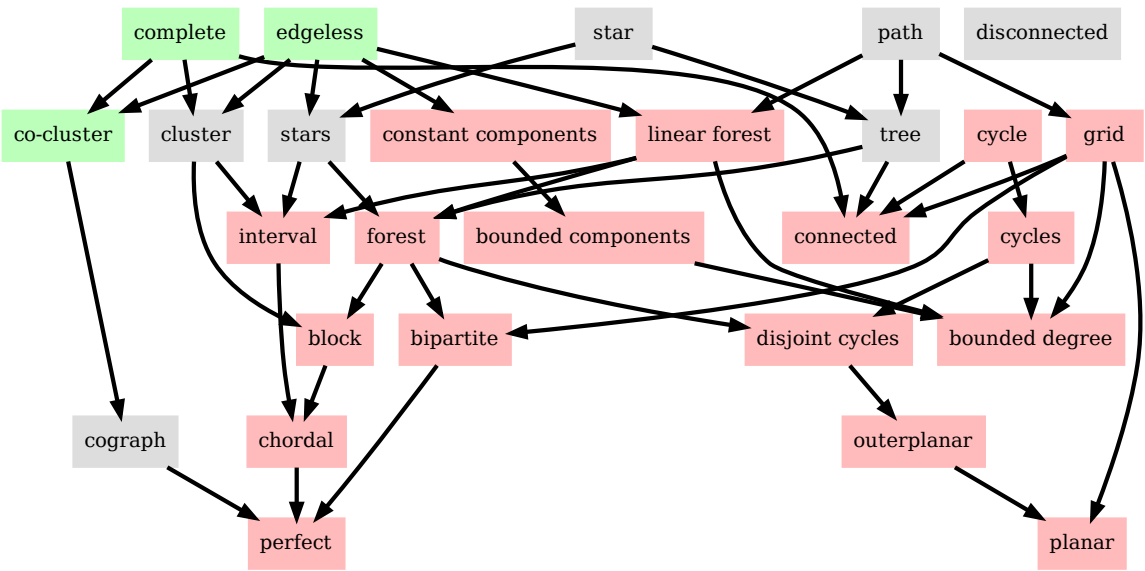 complete
edgeless
star
path
disconnected
co-cluster
cluster
stars
constant components
linear forest
tree
cycle
grid
interval
forest
bounded components
connected
cycles
block
bipartite
disjoint cycles
bounded degree
cograph
chordal
outerplanar
perfect
planar